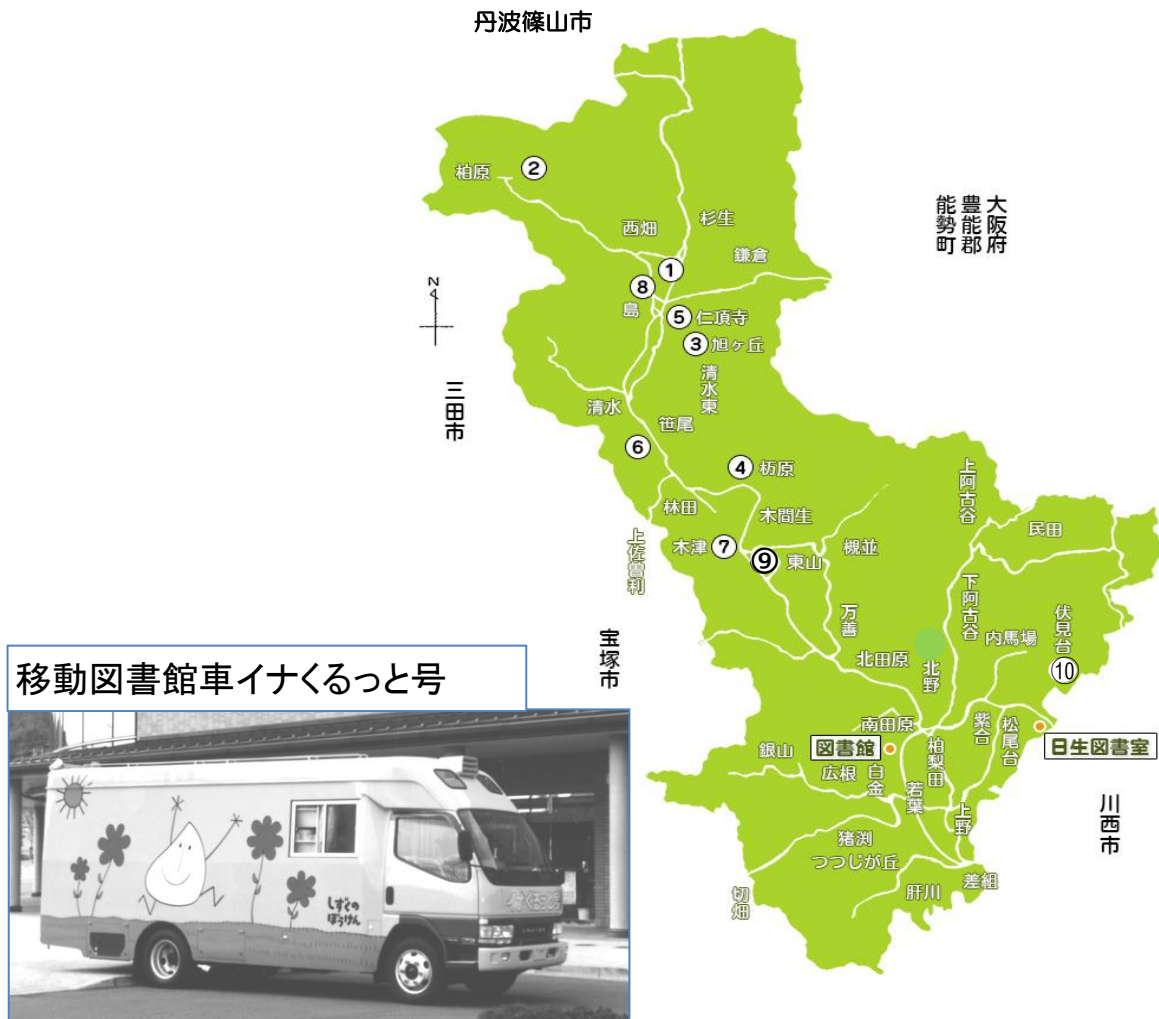 丹波篠山市
柏原
②
西畑
杉生
大阪府
豊能郡
能勢町
鎌倉
①
⑧
島
⑤
仁頂寺
③
旭ヶ丘
N
三田市
清水東
清水
笹尾
⑥
④
杤原
上阿古谷
林田
木間生
民田
上佐曽利
木津
⑦
⑨
東山
槻並
下阿古谷
万善
伏見台
内馬場
宝塚市
北田原
北野
⑩
移動図書館車イナくるっと号
南田原
紫合
松尾台
図書館
柏梨田
日生図書室
銀山
広根
白金
若葉
上野
川西市
猪渕
つつじが丘
差組
肝川
切畑
しずくの
ぼうけん